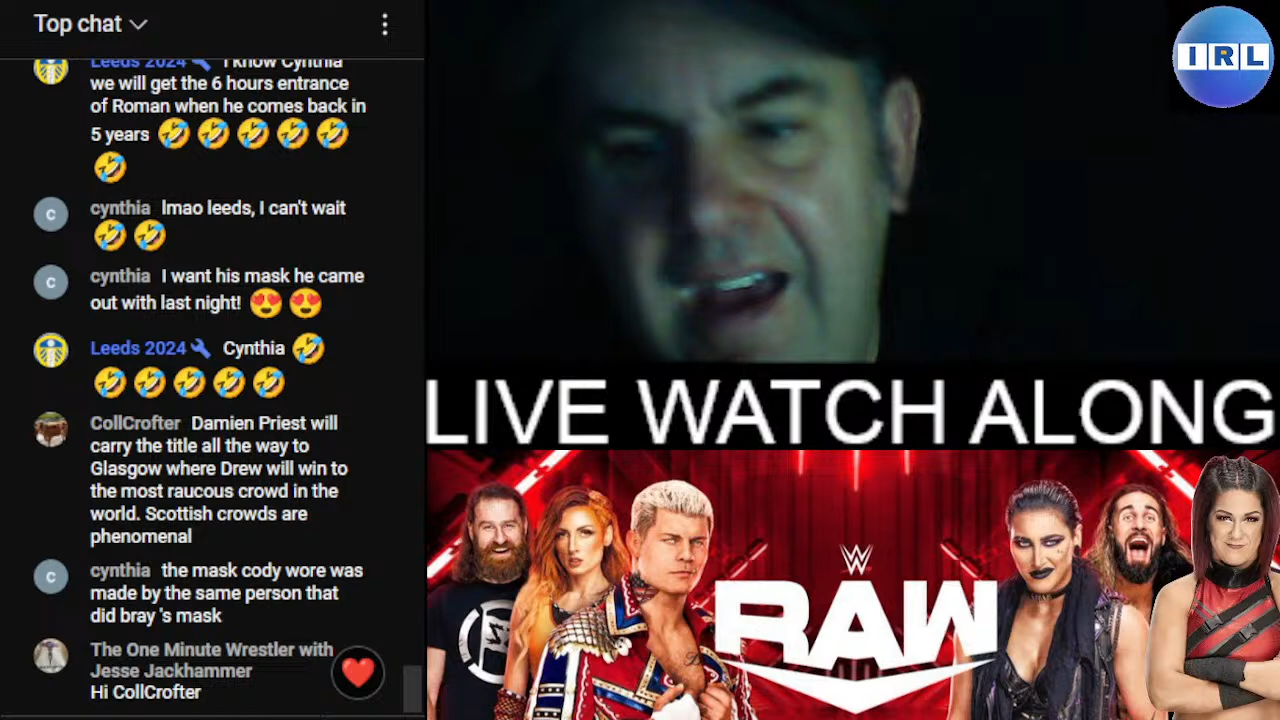 Top chat
Leeds 2024 I know Cynthia
we will get the 6 hours entrance
of Roman when he comes back in
5 years 🤣🤣🤣🤣🤣
🤣
C
cynthia lmao leeds, I can't wait
🤣🤣
C
cynthia I want his mask he came
out with last night! 😍😍
Leeds 2024 Cynthia 🤣
🤣🤣🤣🤣🤣
CollCrofter Damien Priest will
carry the title all the way to
Glasgow where Drew will win to
the most raucous crowd in the
world. Scottish crowds are
phenomenal
C
cynthia the mask cody wore was
made by the same person that
did bray 's mask
The One Minute Wrestler with
Jesse Jackhammer
Hi CollCrofter
IRL
LIVE WATCH ALONG
W
RAW